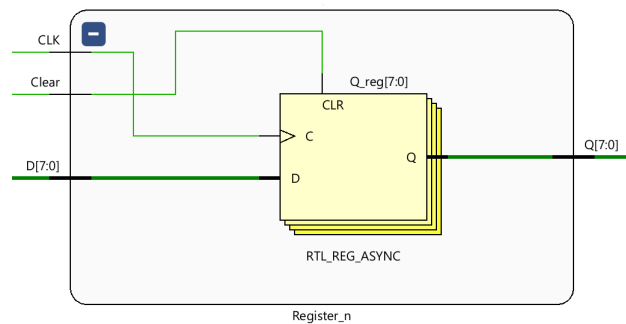 CLK
Clear
Q_reg[7:0]
CLR
C
Q
Q[7:0]
D[7:0]
D
RTL_REG_ASYNC
Register_n